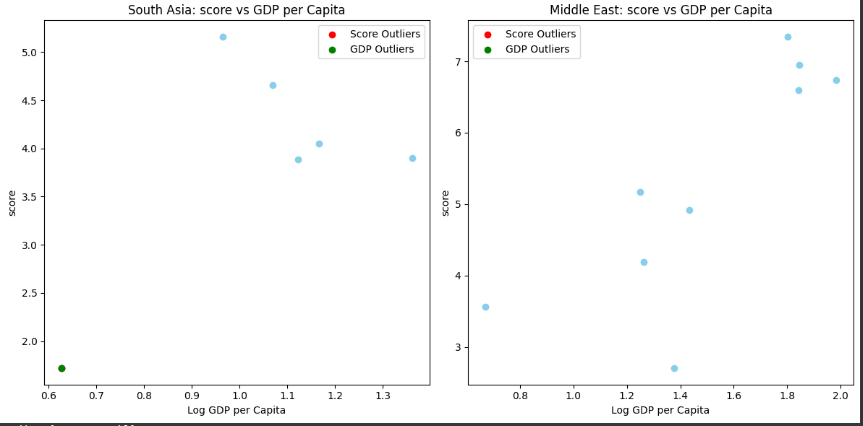 South Asia: score vs GDP per Capita
Score Outliers
GDP Outliers
5.0
4.5
4.0
3.5
3.0
2.5
2.0
score
0.6 0.7 0.8 0.9 1.0 1.1 1.2 1.3
Log GDP per Capita
Middle East: score vs GDP per Capita
Score Outliers
GDP Outliers
7
6
5
4
3
score
0.8 1.0 1.2 1.4 1.6 1.8 2.0
Log GDP per Capita